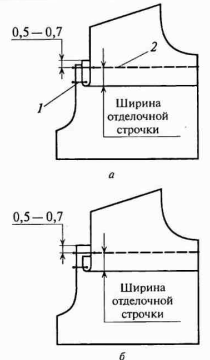 0,5—0,7
2
1
Ширина
отделочной
строчки
а
0,5—0,7
Ширина
отделочной
строчки
б